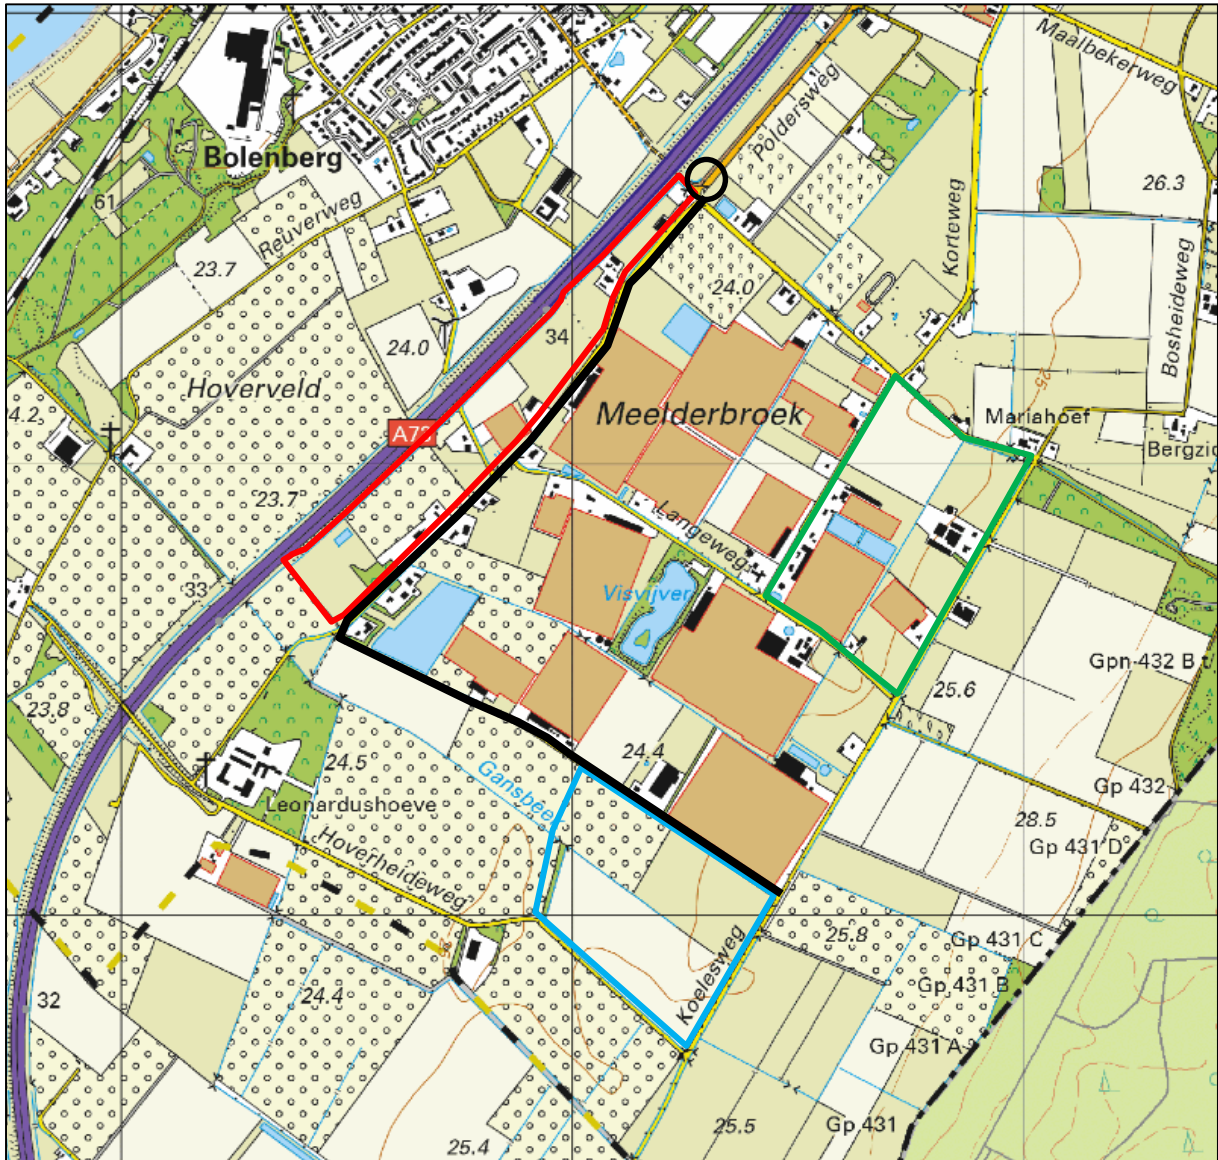 Maalbekerweg
Poldersweg
Bolenberg
61
26.3
Reuverweg
Korteweg
23.7
24.0
Bosheideweg
34
24.0
Hoverveld
25
4.2
Meelderbroek
Mariahoef
A73
Bergzic
23.7
Langeweg
33
Visvijver
Gpn 432 B t/
25.6
23.8
24.4
24.5
Gansbeek
Gp 432
Leonardushoeve
28.5
Gp 431 D
Hoverheideweg
25.8
Gp 431 C
Koelesweg
Gp 431 B
24.4
32
Gp 431 A
25.5
Gp 431
25.4